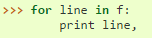 >>> for line in f:
        print line,